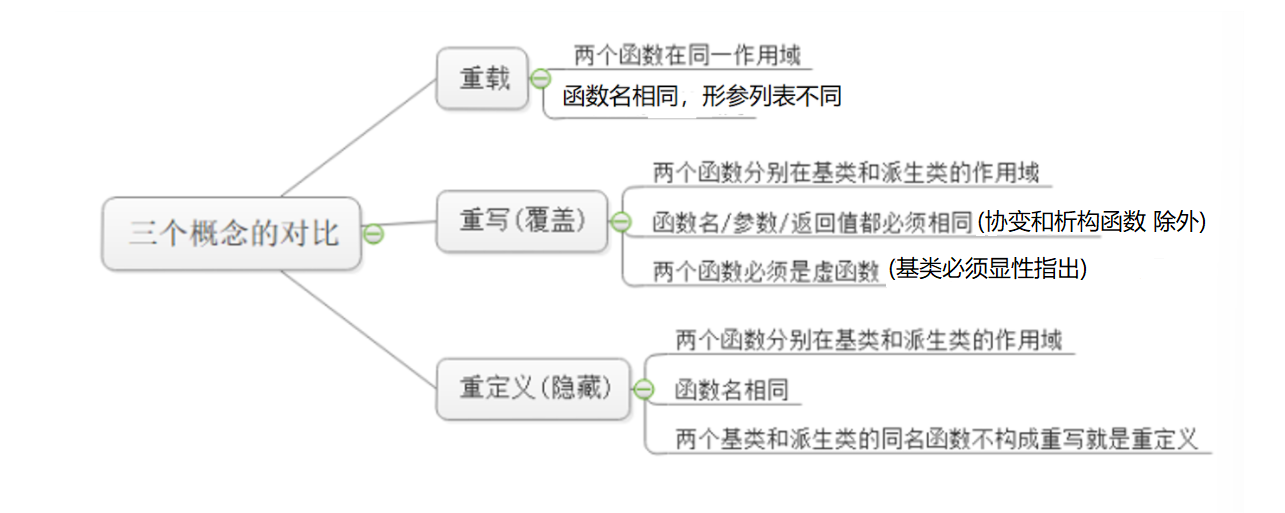 三个概念的对比
重载
两个函数在同一作用域
函数名相同，形参列表不同
重写(覆盖)
两个函数分别在基类和派生类的作用域
函数名/参数/返回值都必须相同 (协变和析构函数 除外)
两个函数必须是虚函数 (基类必须显性指出)
重定义(隐藏)
两个函数分别在基类和派生类的作用域
函数名相同
两个基类和派生类的同名函数不构成重写就是重定义